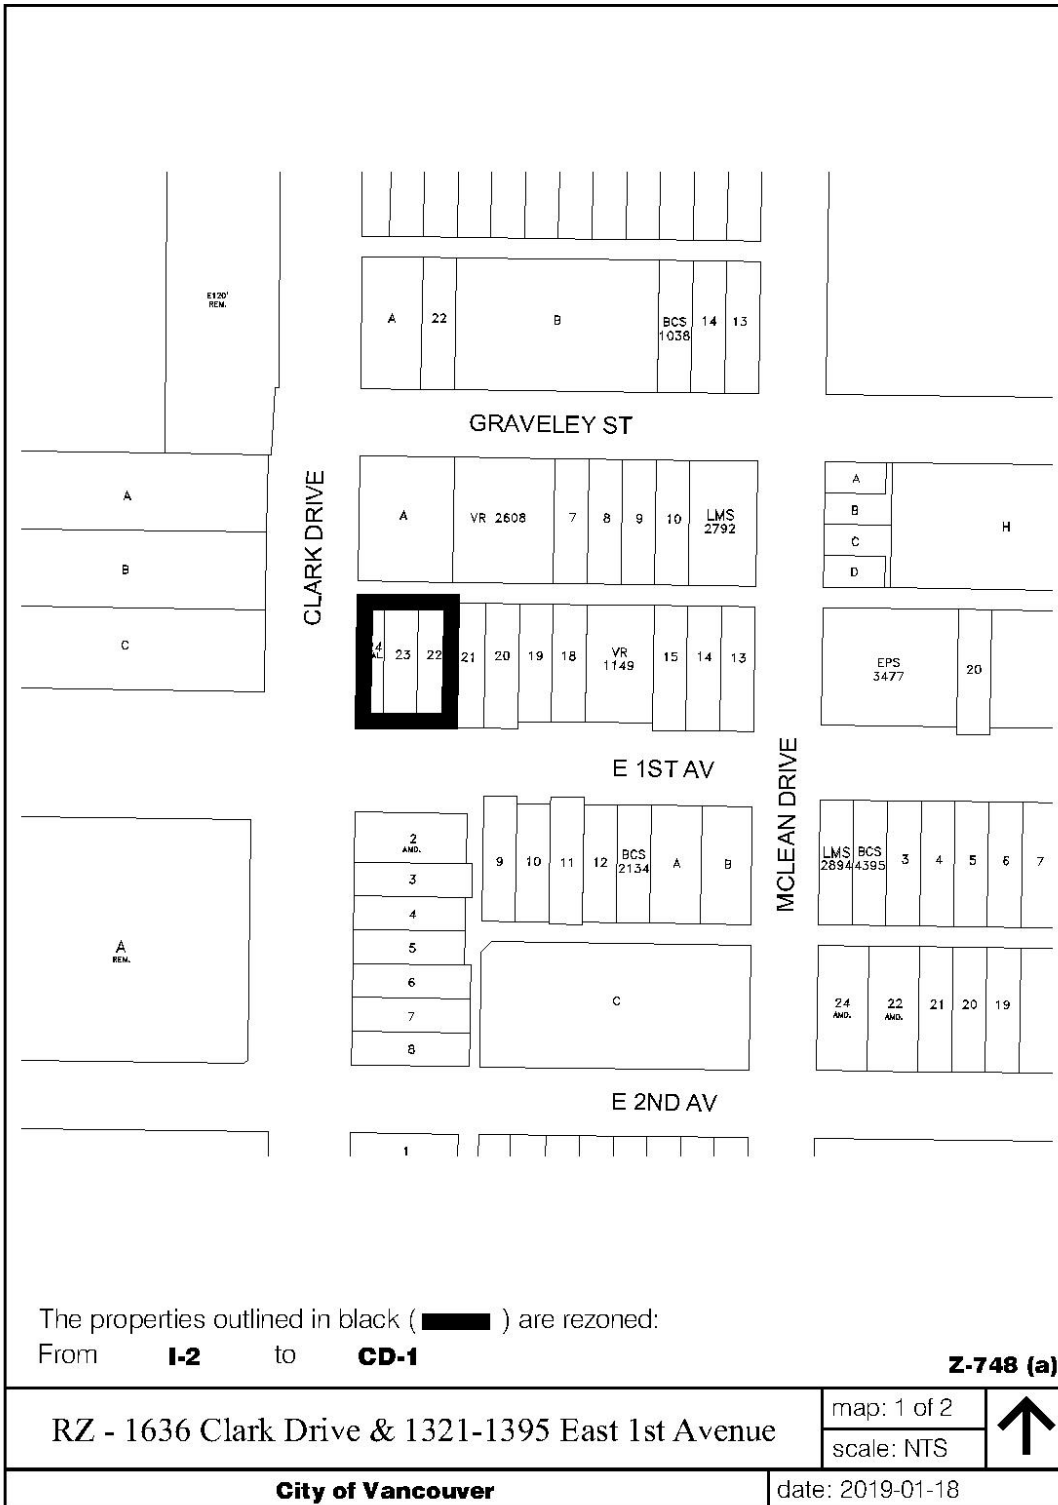 E120'
REM.
A
22
B
BCS
1038
14
13
GRAVELEY ST
CLARK DRIVE
A
B
C
A
VR 2608
7
8
9
10
LMS
2792
A
B
C
D
H
23
22
21
20
19
18
VR
1149
15
14
13
EPS
3477
20
E 1ST AV
MCLEAN DRIVE
A
REM.
2
AMD.
3
4
5
6
7
8
9
10
11
12
BCS
2134
A
B
C
LMS
2894
BCS
4395
3
4
5
6
7
24
AMD.
22
AMD.
21
20
19
E 2ND AV
1
The properties outlined in black ( ) are rezoned:
From I-2 to CD-1
Z-748 (a)
RZ - 1636 Clark Drive & 1321-1395 East 1st Avenue
map: 1 of 2
scale: NTS
City of Vancouver
date: 2019-01-18